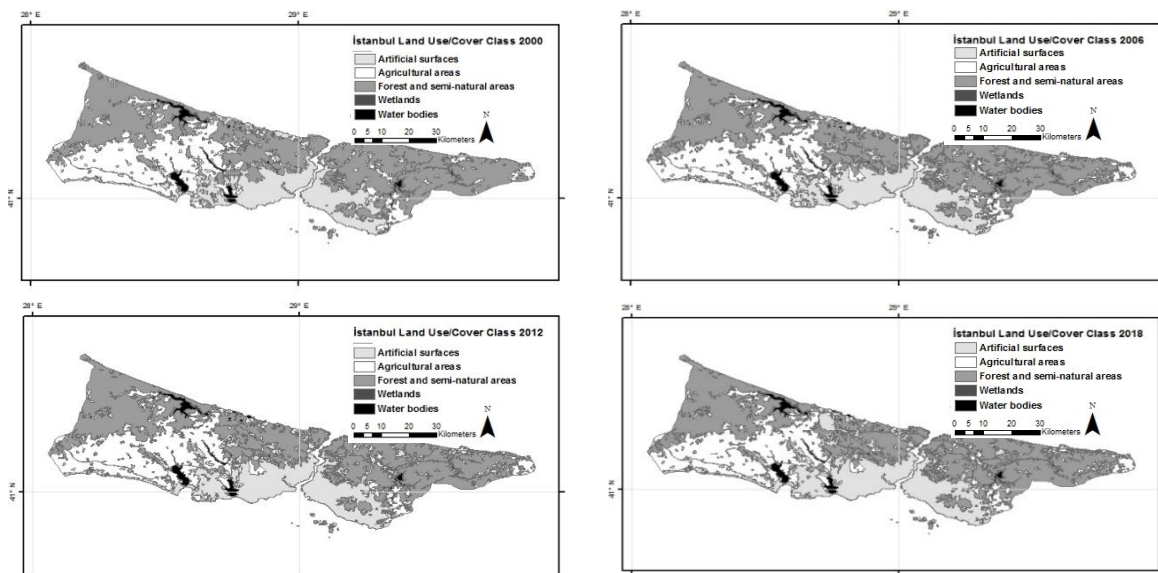 28° E
29° E
İstanbul Land Use/Cover Class 2000
Artificial surfaces
Agricultural areas
Forest and semi-natural areas
Wetlands
Water bodies
N
0 5 10 20 30
Kilometers
41° N
28° E
29° E
İstanbul Land Use/Cover Class 2006
Artificial surfaces
Agricultural areas
Forest and semi-natural areas
Wetlands
Water bodies
N
0 5 10 20 30
Kilometers
41° N
28° E
29° E
İstanbul Land Use/Cover Class 2012
Artificial surfaces
Agricultural areas
Forest and semi-natural areas
Wetlands
Water bodies
N
0 5 10 20 30
Kilometers
41° N
28° E
29° E
İstanbul Land Use/Cover Class 2018
Artificial surfaces
Agricultural areas
Forest and semi-natural areas
Wetlands
Water bodies
N
0 5 10 20 30
Kilometers
41° N